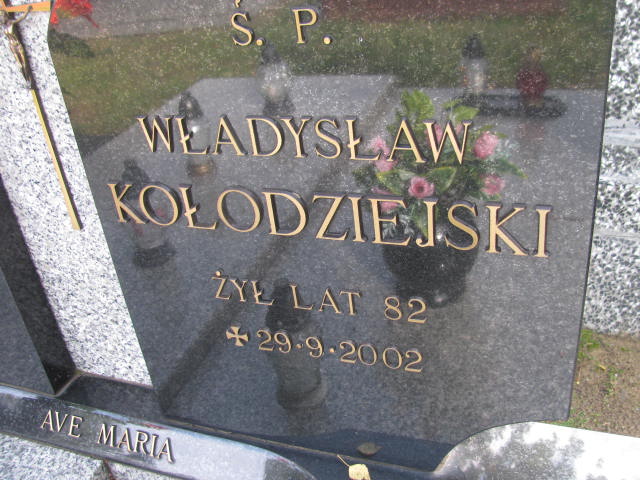 Ś. P.
WŁADYSŁAW
KOŁODZIEJSKI
ŻYŁ LAT 82
✠ 29·9·2002
AVE MARIA